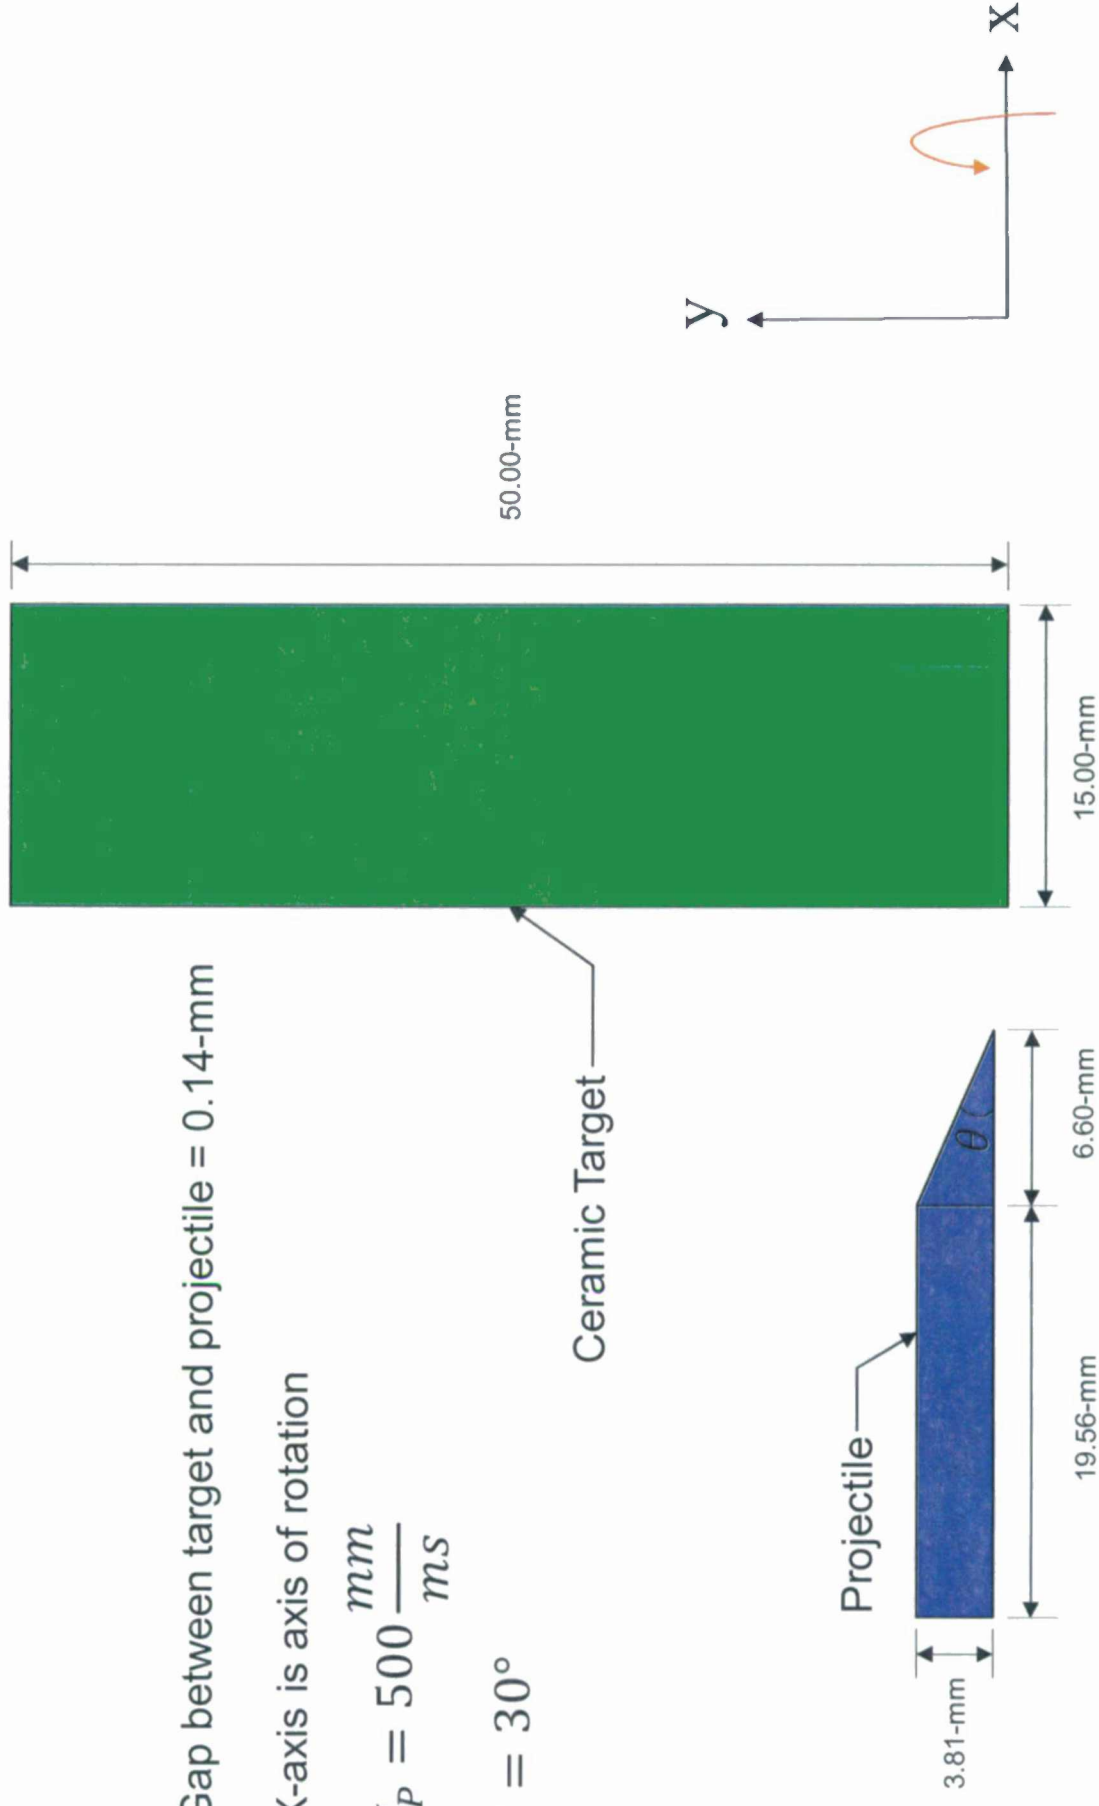 Gap between target and projectile = 0.14-mm
X-axis is axis of rotation
P = 500 mm
ms
= 30°
Ceramic Target
50.00-mm
15.00-mm
y
x
Projectile
θ
3.81-mm
19.56-mm
6.60-mm